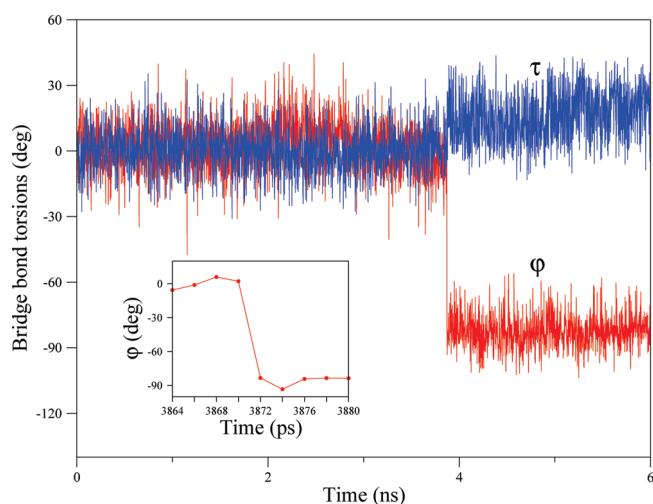 60
30
0
-30
-60
-90
-120
Bridge bond torsions (deg)
τ
φ
0
-30
-60
-90
φ (deg)
3864 3868 3872 3876 3880
Time (ps)
0 2 4 6
Time (ns)